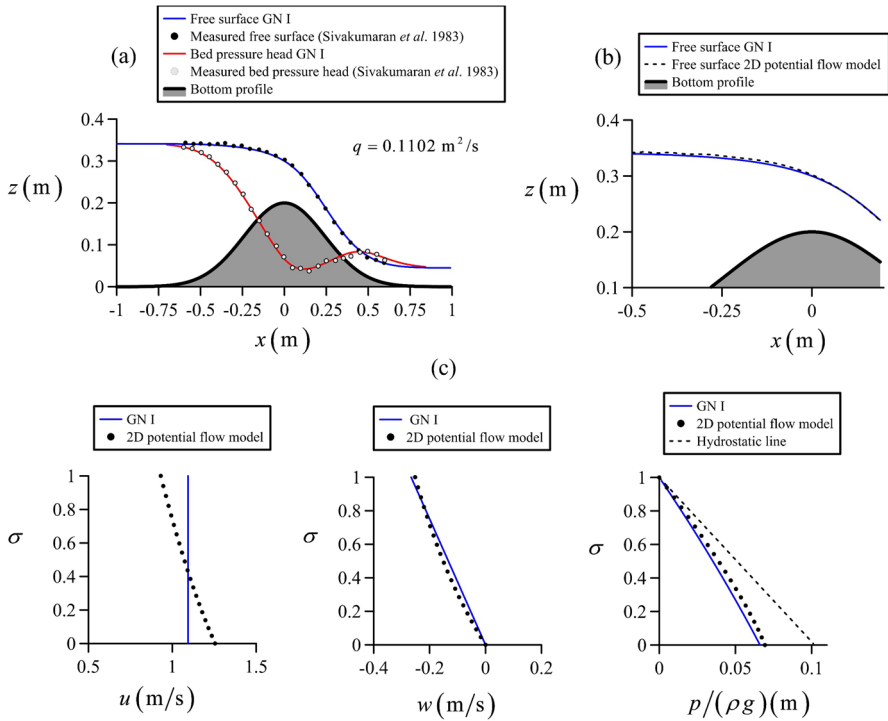 (a)
Free surface GN I
Measured free surface (Sivakumaran et al. 1983)
Bed pressure head GN I
Measured bed pressure head (Sivakumaran et al. 1983)
Bottom profile
q = 0.1102 m²/s
z (m)
0.4
0.3
0.2
0.1
0
-1 -0.75 -0.5 -0.25 0 0.25 0.5 0.75 1
x (m)
(b)
Free surface GN I
Free surface 2D potential flow model
Bottom profile
z (m)
0.4
0.3
0.2
0.1
-0.5 -0.25 0
x (m)
(c)
GN I
2D potential flow model
σ
1
0.8
0.6
0.4
0.2
0
0.5 1 1.5
u (m/s)
GN I
2D potential flow model
σ
1
0.8
0.6
0.4
0.2
0
-0.4 -0.2 0 0.2
w (m/s)
GN I
2D potential flow model
Hydrostatic line
σ
1
0.8
0.6
0.4
0.2
0
0 0.05 0.1
p/(ρg) (m)